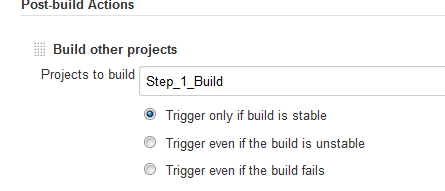 Post-build Actions
Build other projects
Projects to build Step_1_Build
Trigger only if build is stable
Trigger even if the build is unstable
Trigger even if the build fails